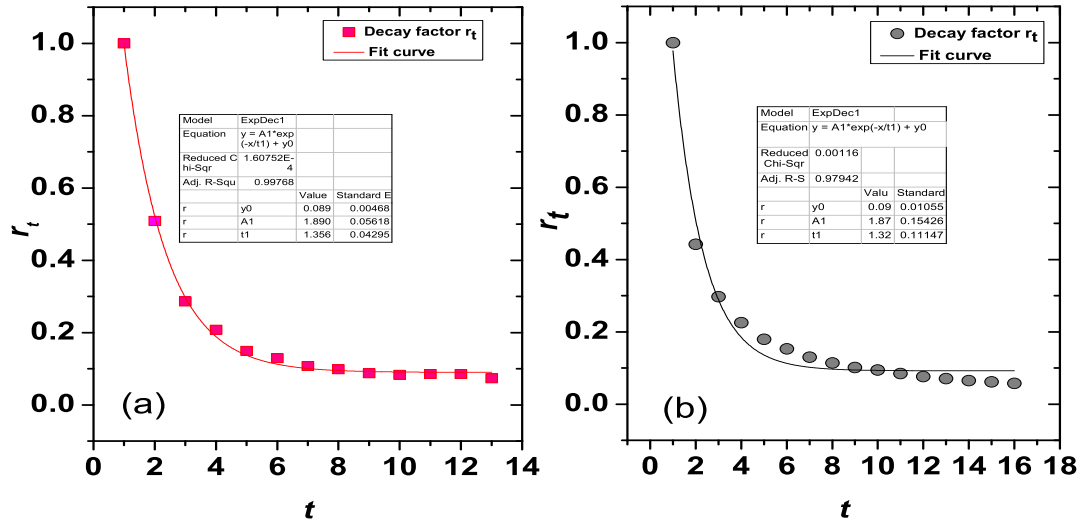 1.0
0.8
0.6
0.4
0.2
0.0
r_t
Decay factor r_t
Fit curve
Model ExpDec1
Equation y = A1*exp
(-x/t1) + y0
Reduced C 1.60752E-
hi-Sqr 4
Adj. R-Squ 0.99768
Value Standard E
r y0 0.089 0.00468
r A1 1.890 0.05618
r t1 1.356 0.04295
(a)
0 2 4 6 8 10 12 14
t
1.0
0.8
0.6
0.4
0.2
0.0
r_t
Decay factor r_t
Fit curve
Model ExpDec1
Equation y = A1*exp(-x/t1) + y0
Reduced 0.00116
Chi-Sqr
Adj. R-S 0.97942
Valu Standard
r y0 0.09 0.01055
r A1 1.87 0.15426
r t1 1.32 0.11147
(b)
0 2 4 6 8 10 12 14 16 18
t